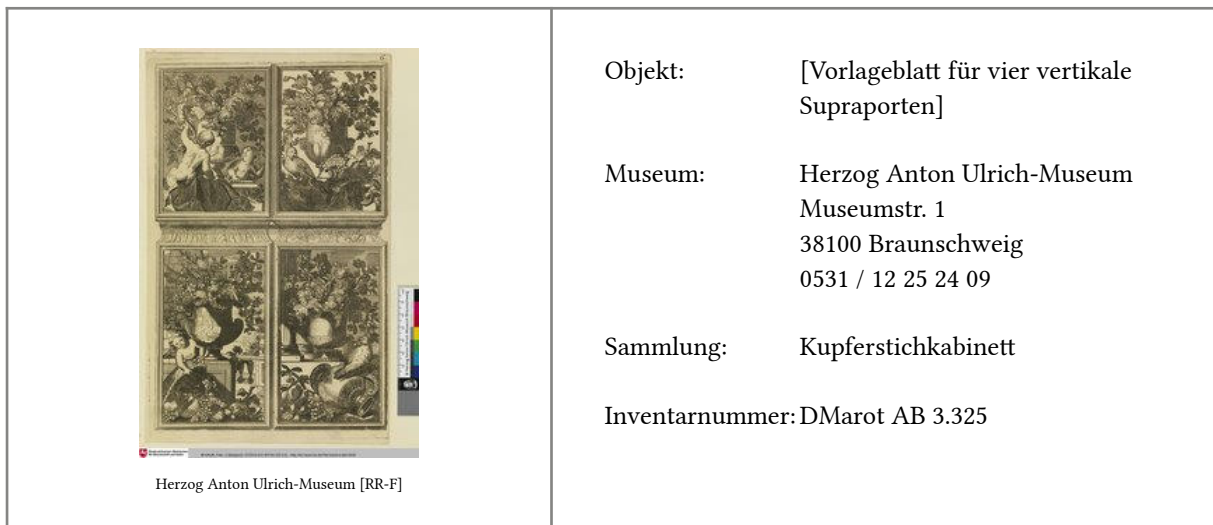 Herzog Anton Ulrich-Museum [RR-F]
Objekt: [Vorlageblatt für vier vertikale
Supraporten]
Museum: Herzog Anton Ulrich-Museum
Museumstr. 1
38100 Braunschweig
0531 / 12 25 24 09
Sammlung: Kupferstichkabinett
Inventarnummer: DMarot AB 3.325